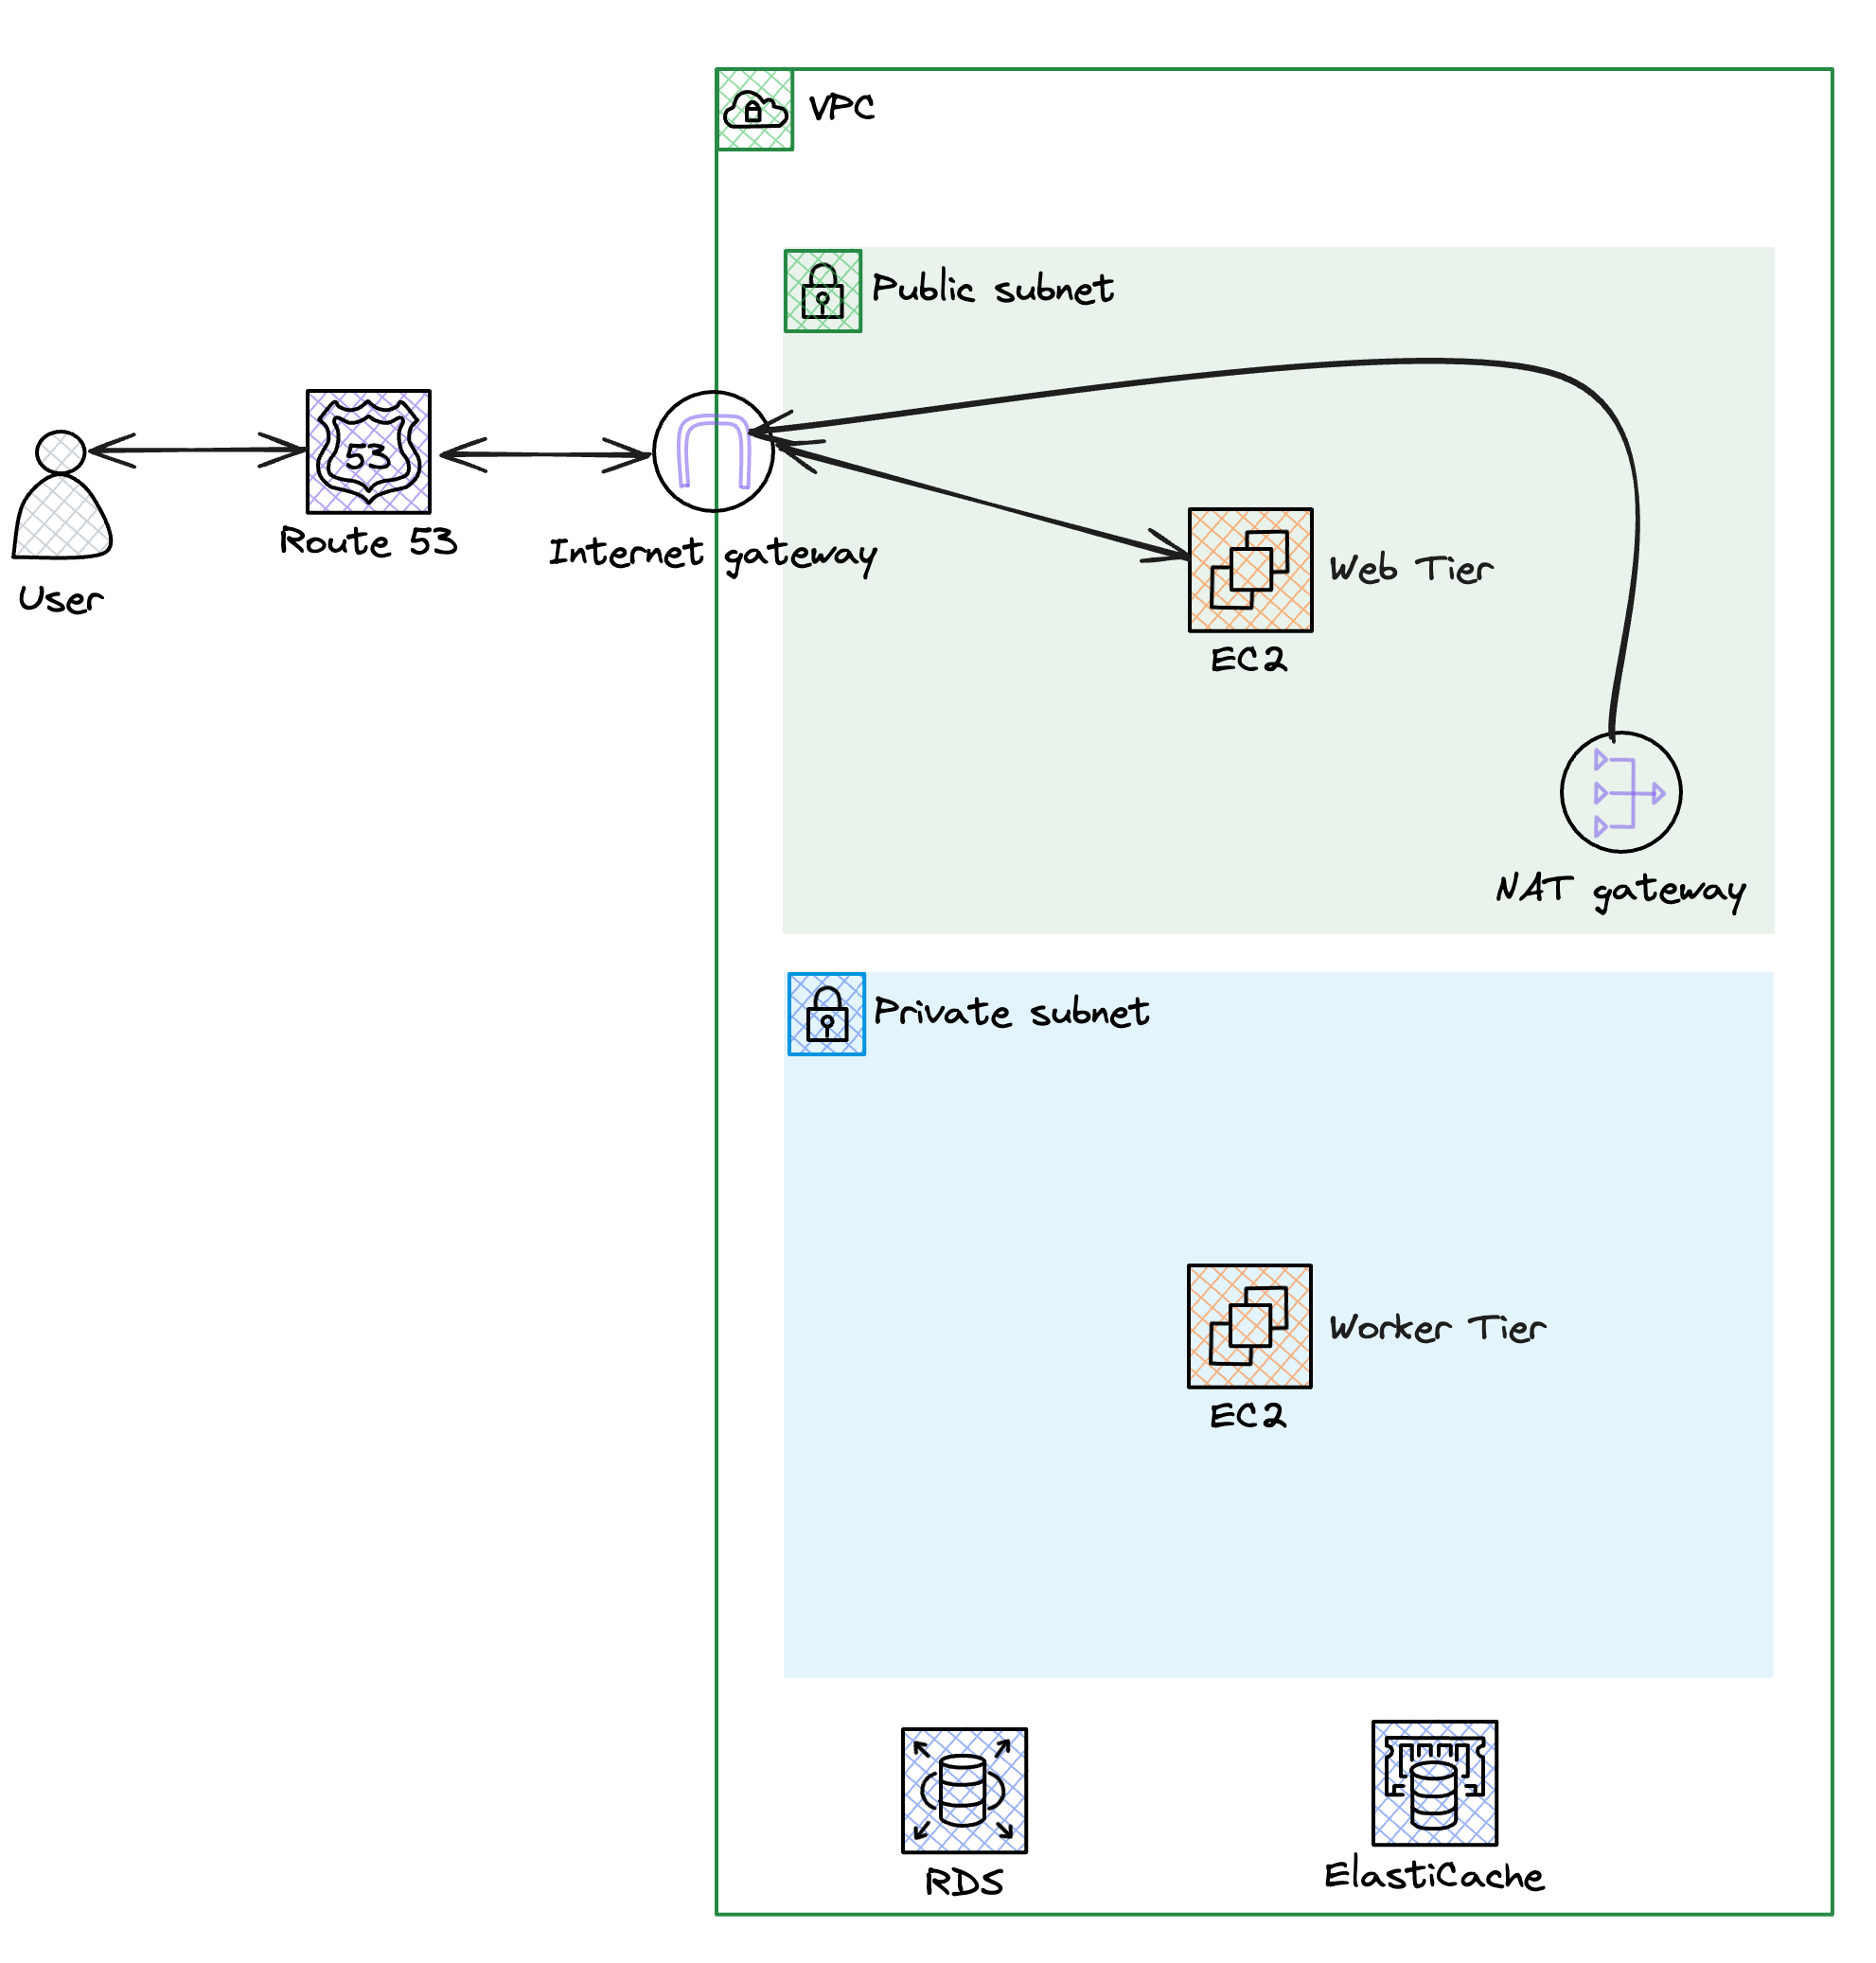 VPC
Public subnet
53
Route 53
User
Internet gateway
Web Tier
EC2
NAT gateway
Private subnet
Worker Tier
EC2
RDS
ElastiCache